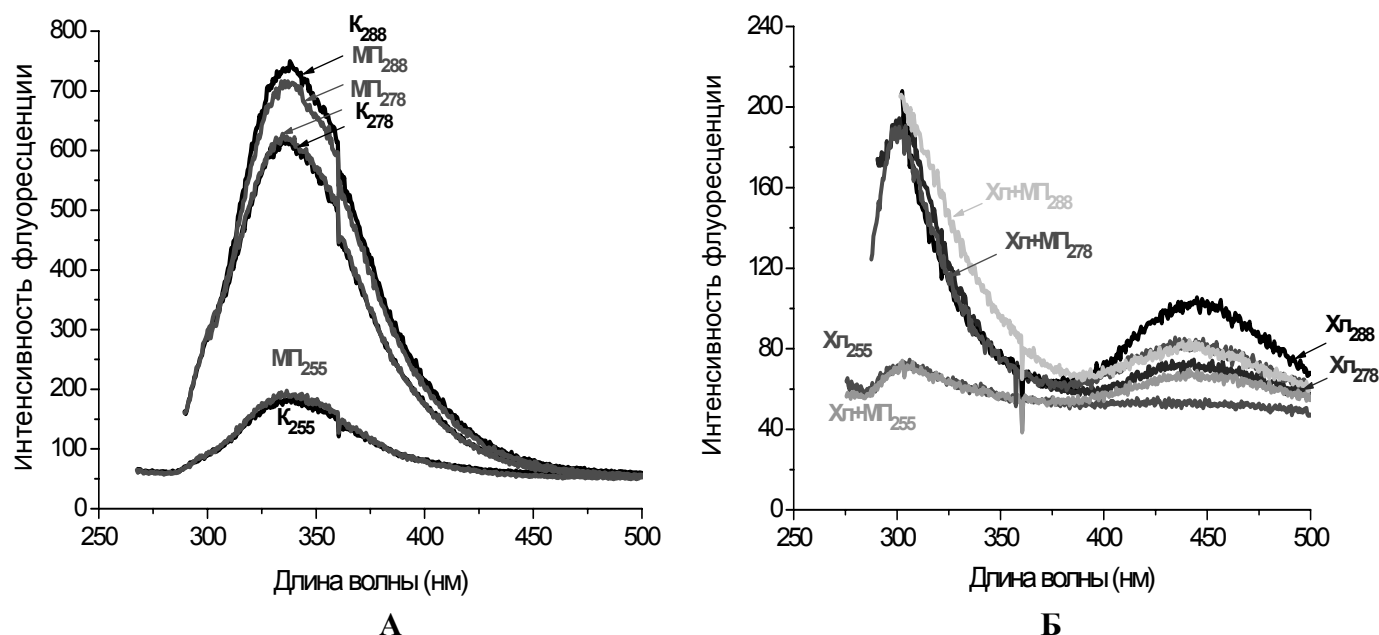 К288
МП288
МП278
К278
МП255
К255
Интенсивность флуоресценции
800
700
600
500
400
300
200
100
0
250
300
350
400
450
500
Длина волны (нм)
А
Хл+МП288
Хл+МП278
Хл255
Хл+МП255
Хл288
Хл278
Интенсивность флуоресценции
240
200
160
120
80
40
0
250
300
350
400
450
500
Длина волны (нм)
Б